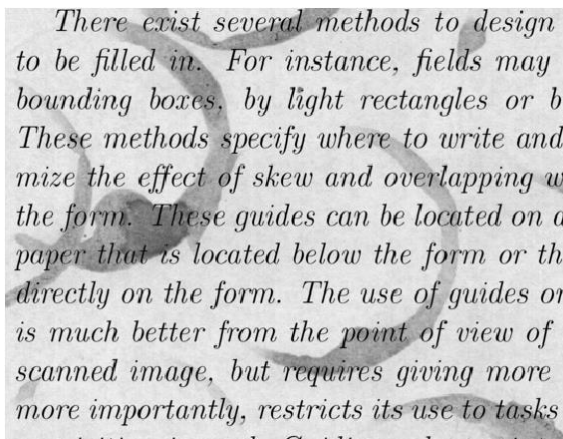 There exist several methods to design
to be filled in. For instance, fields may
bounding boxes, by light rectangles or b
These methods specify where to write and
mize the effect of skew and overlapping w
the form. These guides can be located on a
paper that is located below the form or th
directly on the form. The use of guides on
is much better from the point of view of
scanned image, but requires giving more
more importantly, restricts its use to tasks